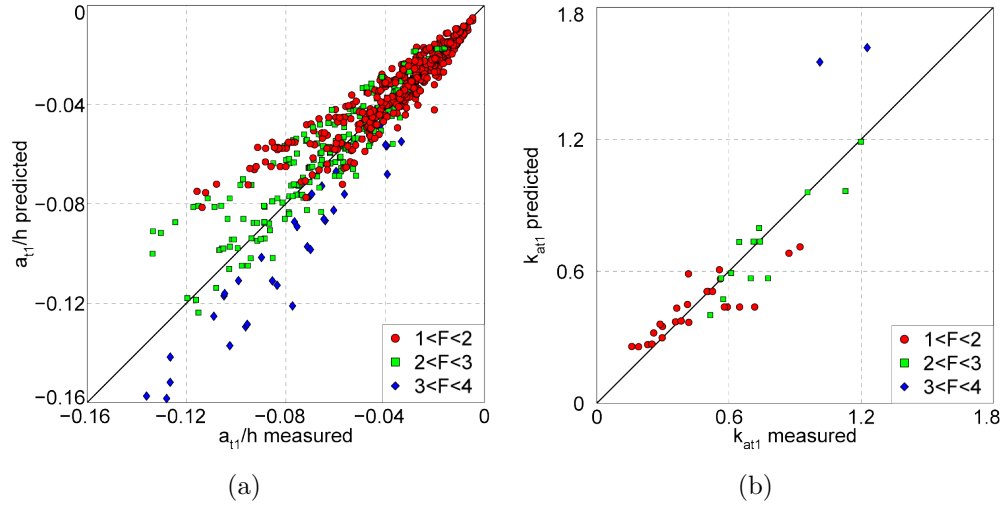 0
−0.04
−0.08
−0.12
−0.16
a_t1/h predicted
−0.16
−0.12
−0.08
−0.04
0
a_t1/h measured
1<F<2
2<F<3
3<F<4
(a)
1.8
1.2
0.6
0
k_at1 predicted
0
0.6
1.2
1.8
k_at1 measured
1<F<2
2<F<3
3<F<4
(b)